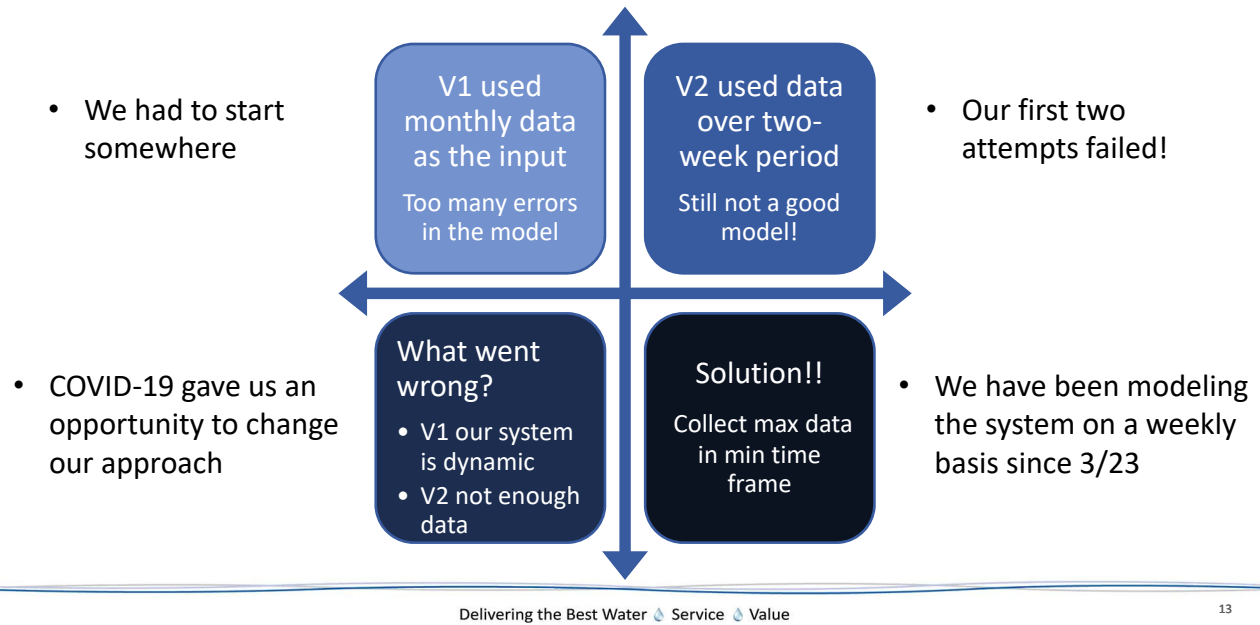 • We had to start
somewhere
V1 used
monthly data
as the input
Too many errors
in the model
V2 used data
over two-
week period
Still not a good
model!
• Our first two
attempts failed!
• COVID-19 gave us an
opportunity to change
our approach
What went
wrong?
• V1 our system
is dynamic
• V2 not enough
data
Solution!!
Collect max data
in min time
frame
• We have been modeling
the system on a weekly
basis since 3/23
Delivering the Best Water 💧 Service 💧 Value
13